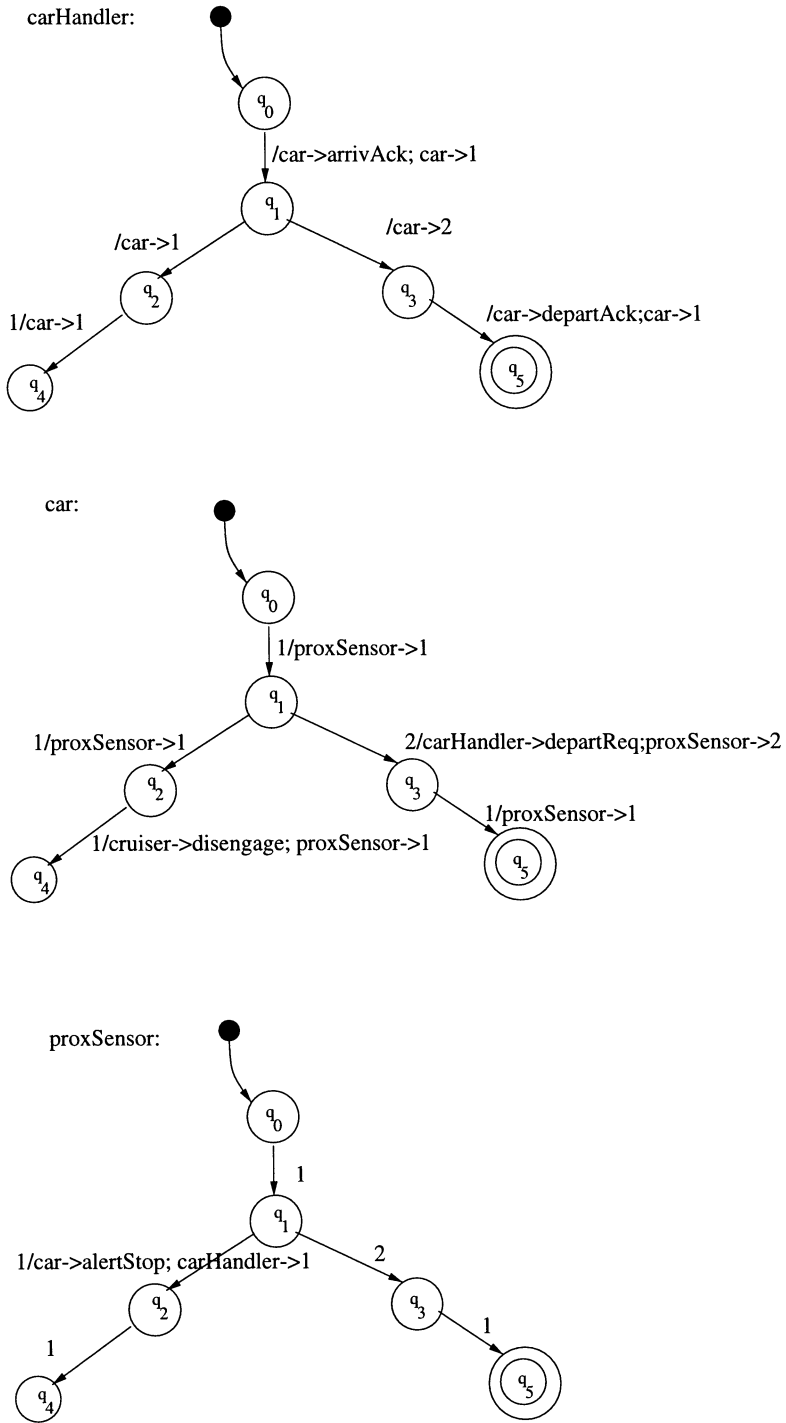 carHandler:
q0
/car->arrivAck; car->1
q1
/car->1
/car->2
q2
q3
1/car->1
/car->departAck;car->1
q4
q5
car:
q0
1/proxSensor->1
q1
1/proxSensor->1
2/carHandler->departReq;proxSensor->2
q2
q3
1/proxSensor->1
1/cruiser->disengage; proxSensor->1
q4
q5
proxSensor:
q0
1
q1
1/car->alertStop; carHandler->1
2
q2
q3
1
1
q4
q5